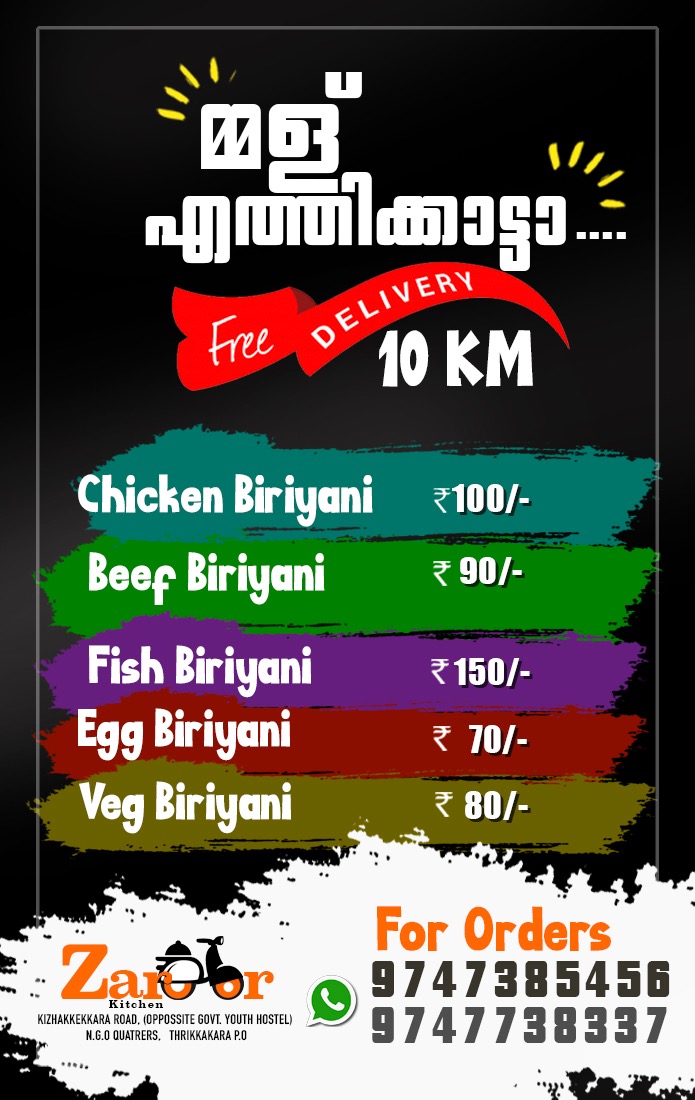 മ്മള്
എത്തിക്കാട്ടാ....
Free DELIVERY
10 KM
Chicken Biriyani ₹100/-
Beef Biriyani ₹ 90/-
Fish Biriyani ₹150/-
Egg Biriyani ₹ 70/-
Veg Biriyani ₹ 80/-
For Orders
9747385456
9747738337
Zaroor
Kitchen
KIZHAKKEKKARA ROAD, (OPPOSSITE GOVT. YOUTH HOSTEL)
N.G.O QUATRERS, THRIKKAKARA P.O